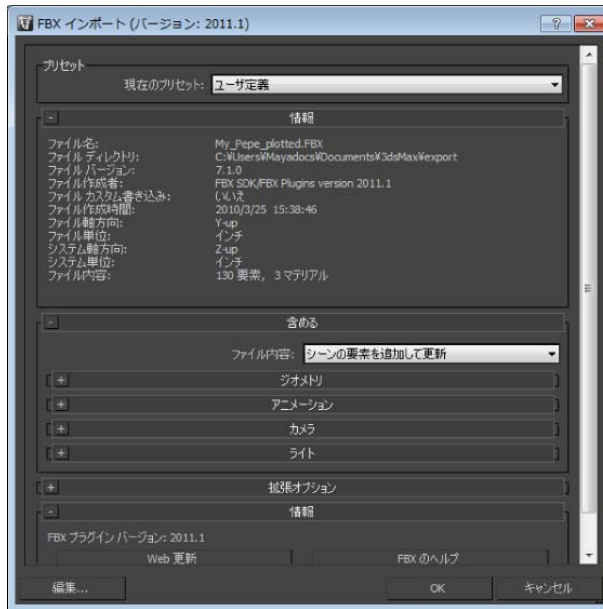 FBX インポート (バージョン: 2011.1)
プリセット
現在のプリセット: ユーザ定義
情報
ファイル名: My_Pepe_plotted.FBX
ファイル ディレクトリ: C:¥Users¥Mayadocs¥Documents¥3dsMax¥export
ファイル バージョン: 7.1.0
ファイル作成者: FBX SDK/FBX Plugins version 2011.1
ファイル カスタム書き込み: いいえ
ファイル作成時間: 2010/3/25 15:38:46
ファイル軸方向: Y-up
ファイル単位: インチ
システム軸方向: Z-up
システム単位: インチ
ファイル内容: 130 要素, 3 マテリアル
含める
ファイル内容: シーンの要素を追加して更新
ジオメトリ
アニメーション
カメラ
ライト
拡張オプション
情報
FBX プラグイン バージョン: 2011.1
Web 更新 FBX のヘルプ
編集... OK キャンセル